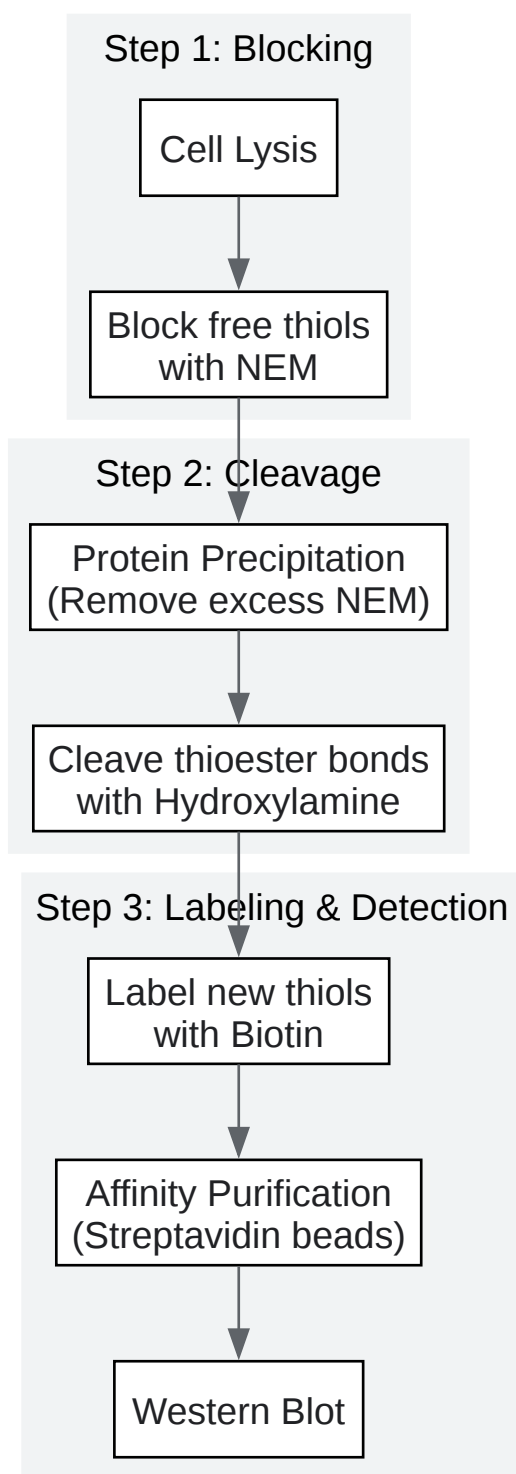 Step 1: Blocking
Cell Lysis
Block free thiols
with NEM
Step 2: Cleavage
Protein Precipitation
(Remove excess NEM)
Cleave thioester bonds
with Hydroxylamine
Step 3: Labeling & Detection
Label new thiols
with Biotin
Affinity Purification
(Streptavidin beads)
Western Blot